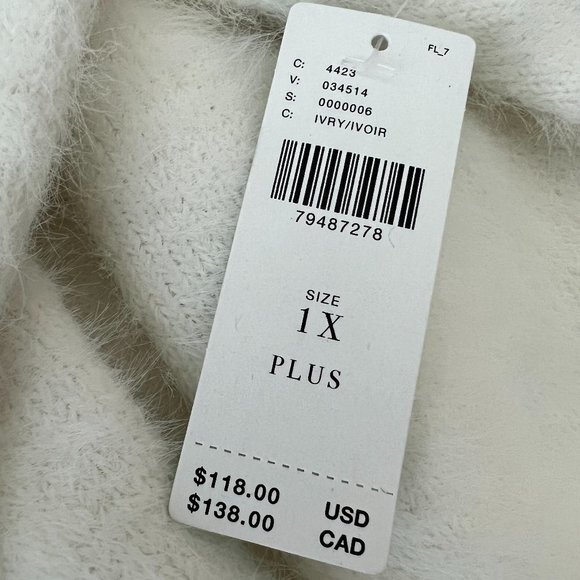 FL_7
C: 4423
V: 034514
S: 0000006
C: IVRY/IVOIR
79487278
SIZE
1X
PLUS
$118.00 USD
$138.00 CAD